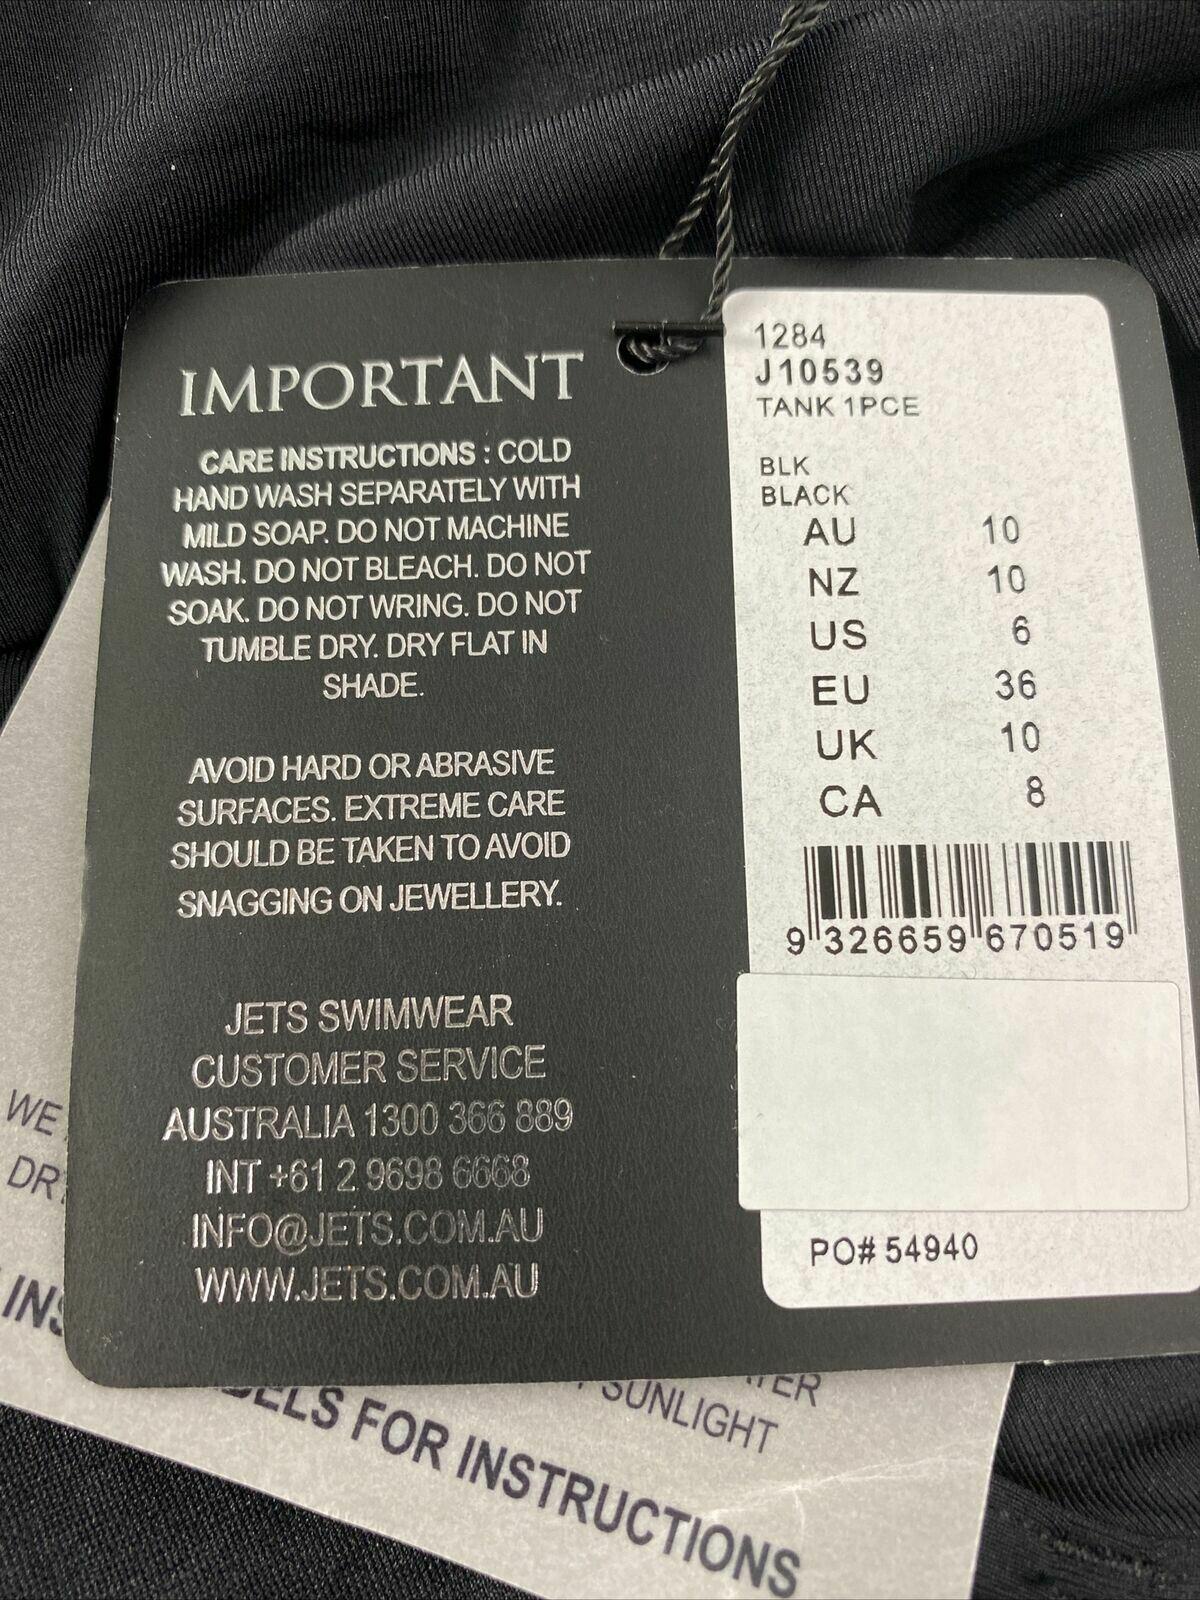 IMPORTANT
CARE INSTRUCTIONS : COLD
HAND WASH SEPARATELY WITH
MILD SOAP. DO NOT MACHINE
WASH. DO NOT BLEACH. DO NOT
SOAK. DO NOT WRING. DO NOT
TUMBLE DRY. DRY FLAT IN
SHADE.
AVOID HARD OR ABRASIVE
SURFACES. EXTREME CARE
SHOULD BE TAKEN TO AVOID
SNAGGING ON JEWELLERY.
JETS SWIMWEAR
CUSTOMER SERVICE
AUSTRALIA 1300 366 889
INT +61 2 9698 6668
INFO@JETS.COM.AU
WWW.JETS.COM.AU
1284
J10539
TANK 1PCE
BLK
BLACK
AU 10
NZ 10
US 6
EU 36
UK 10
CA 8
9 326659 670519
PO# 54940
WE
SUNLIGHT
FOR INSTRUCTIONS